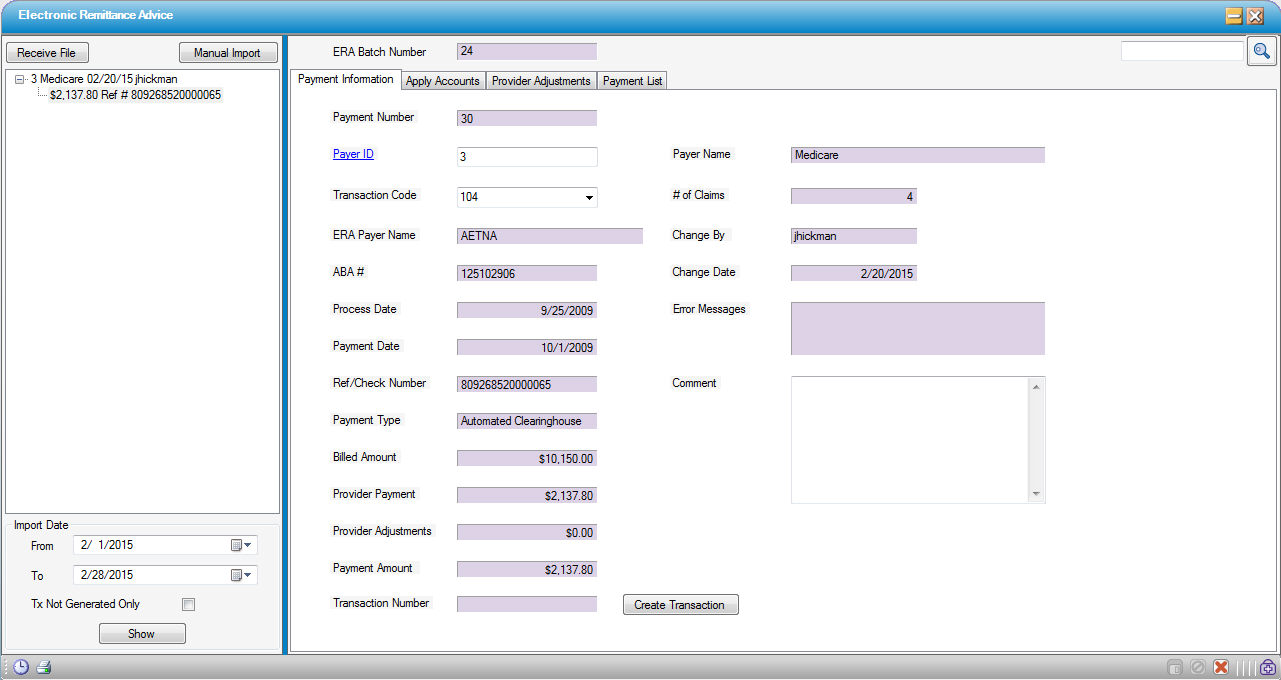 Electronic Remittance Advice
Receive File
Manual Import
3 Medicare 02/20/15 jhickman
$2,137.80 Ref # 809268520000065
Import Date
From 2/ 1/2015
To 2/28/2015
Tx Not Generated Only
Show
ERA Batch Number 24
Payment Information Apply Accounts Provider Adjustments Payment List
Payment Number 30
Payer ID 3 Payer Name Medicare
Transaction Code 104 # of Claims 4
ERA Payer Name AETNA Change By jhickman
ABA # 125102906 Change Date 2/20/2015
Process Date 9/25/2009 Error Messages
Payment Date 10/1/2009
Ref/Check Number 809268520000065 Comment
Payment Type Automated Clearinghouse
Billed Amount $10,150.00
Provider Payment $2,137.80
Provider Adjustments $0.00
Payment Amount $2,137.80
Transaction Number Create Transaction